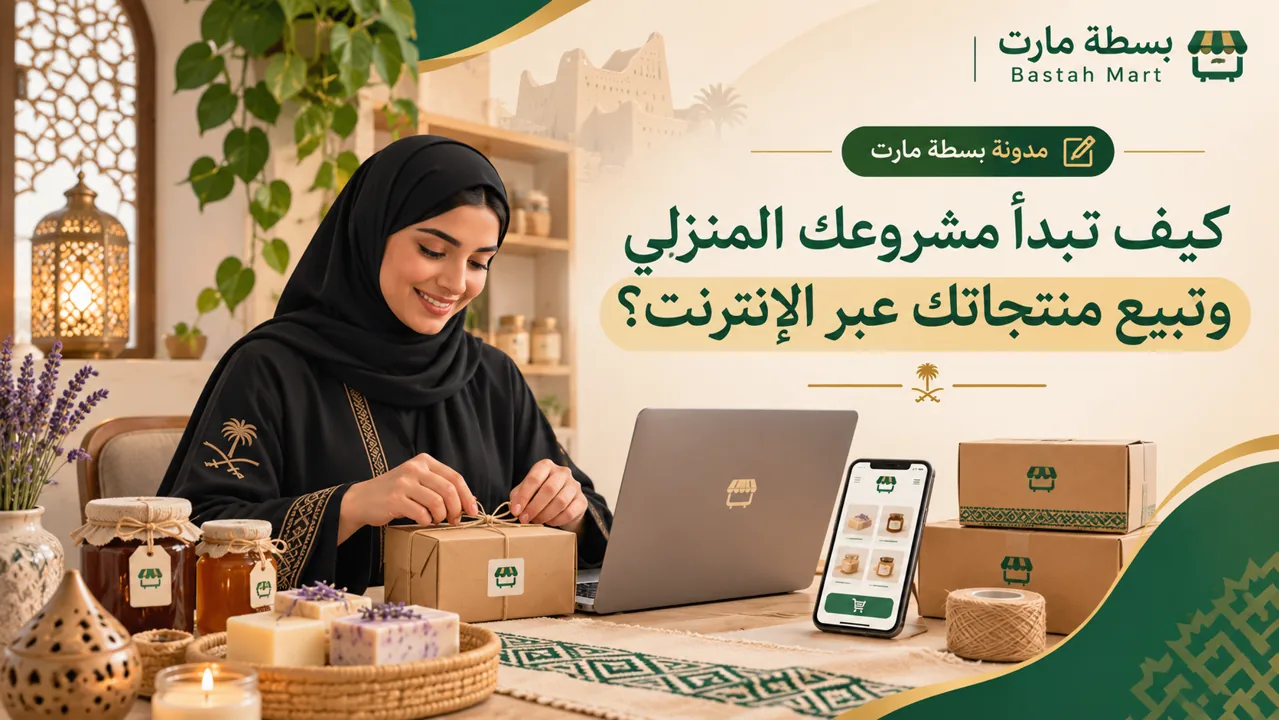 بسطة مارت
Bastah Mart
مدونة بسطة مارت
كيف تبدأ مشروعك المنزلي
وتبيع منتجاتك عبر الإنترنت؟